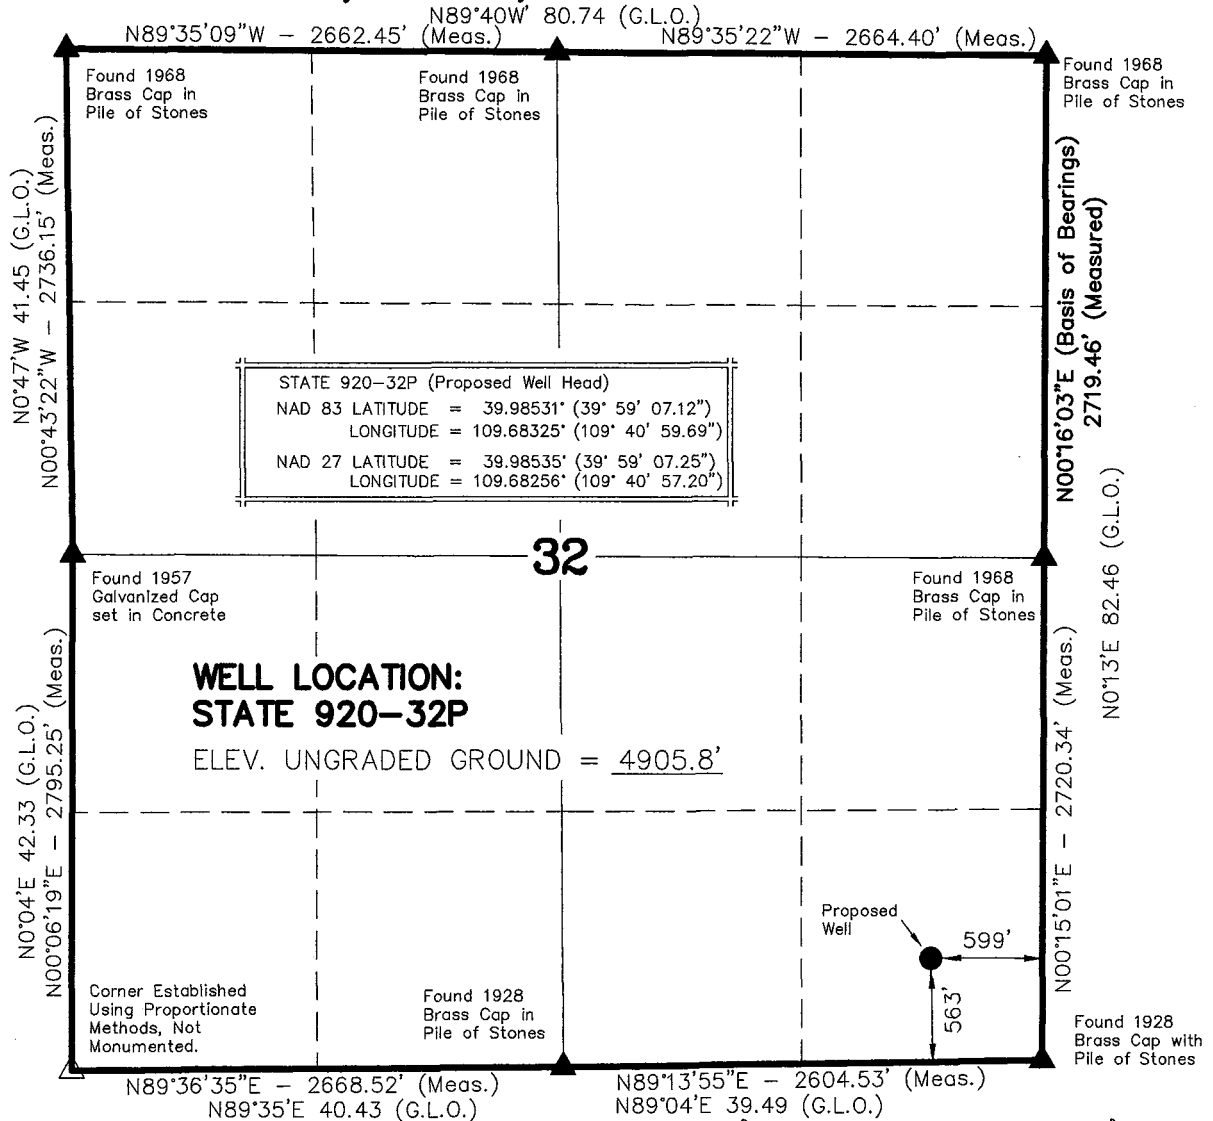 N89°40'W 80.74 (G.L.O.)
N89°35'09"W - 2662.45' (Meas.)
N89°35'22"W - 2664.40' (Meas.)
Found 1968
Brass Cap in
Pile of Stones
Found 1968
Brass Cap in
Pile of Stones
Found 1968
Brass Cap in
Pile of Stones
N0°47'W 41.45 (G.L.O.)
N00°43'22"W - 2736.15' (Meas.)
N00°16'03"E (Basis of Bearings)
2719.46' (Measured)
N0°13'E 82.46 (G.L.O.)
STATE 920-32P (Proposed Well Head)
NAD 83 LATITUDE = 39.98531° (39° 59' 07.12")
LONGITUDE = 109.68325° (109° 40' 59.69")
NAD 27 LATITUDE = 39.98535° (39° 59' 07.25")
LONGITUDE = 109.68256° (109° 40' 57.20")
32
Found 1957
Galvanized Cap
set in Concrete
Found 1968
Brass Cap in
Pile of Stones
WELL LOCATION:
STATE 920-32P
ELEV. UNGRADED GROUND = 4905.8'
N0°04'E 42.33 (G.L.O.)
N00°06'19"E - 2795.25' (Meas.)
N00°15'01"E - 2720.34' (Meas.)
Proposed
Well
599'
563'
Corner Established
Using Proportionate
Methods, Not
Monumented.
Found 1928
Brass Cap in
Pile of Stones
Found 1928
Brass Cap with
Pile of Stones
N89°36'35"E - 2668.52' (Meas.)
N89°35'E 40.43 (G.L.O.)
N89°13'55"E - 2604.53' (Meas.)
N89°04'E 39.49 (G.L.O.)